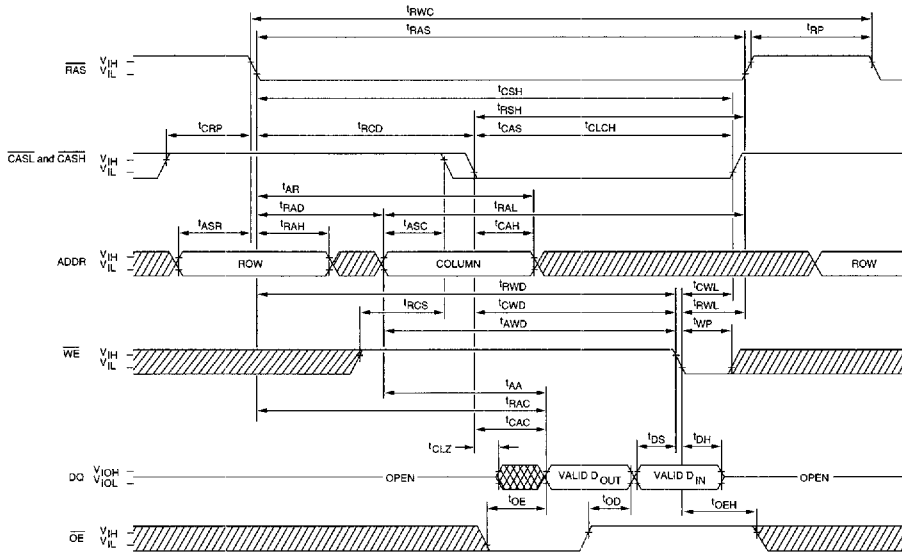 tRWC
tRAS
tRP
RAS VIH
VIL
tCSH
tRSH
tCRP
tRCD
tCAS
tCLCH
CASL and CASH VIH
VIL
tAR
tRAD
tRAL
tASR
tRAH
tASC
tCAH
ADDR VIH
VIL
ROW
COLUMN
ROW
tRWD
tCWL
tRCS
tCWD
tRWL
tAWD
tWP
WE VIH
VIL
tAA
tRAC
tCAC
tCLZ
tDS
tDH
DQ VIOH
VIOL
OPEN
VALID DOUT
VALID DIN
OPEN
tOE
tOD
tOEH
OE VIH
VIL